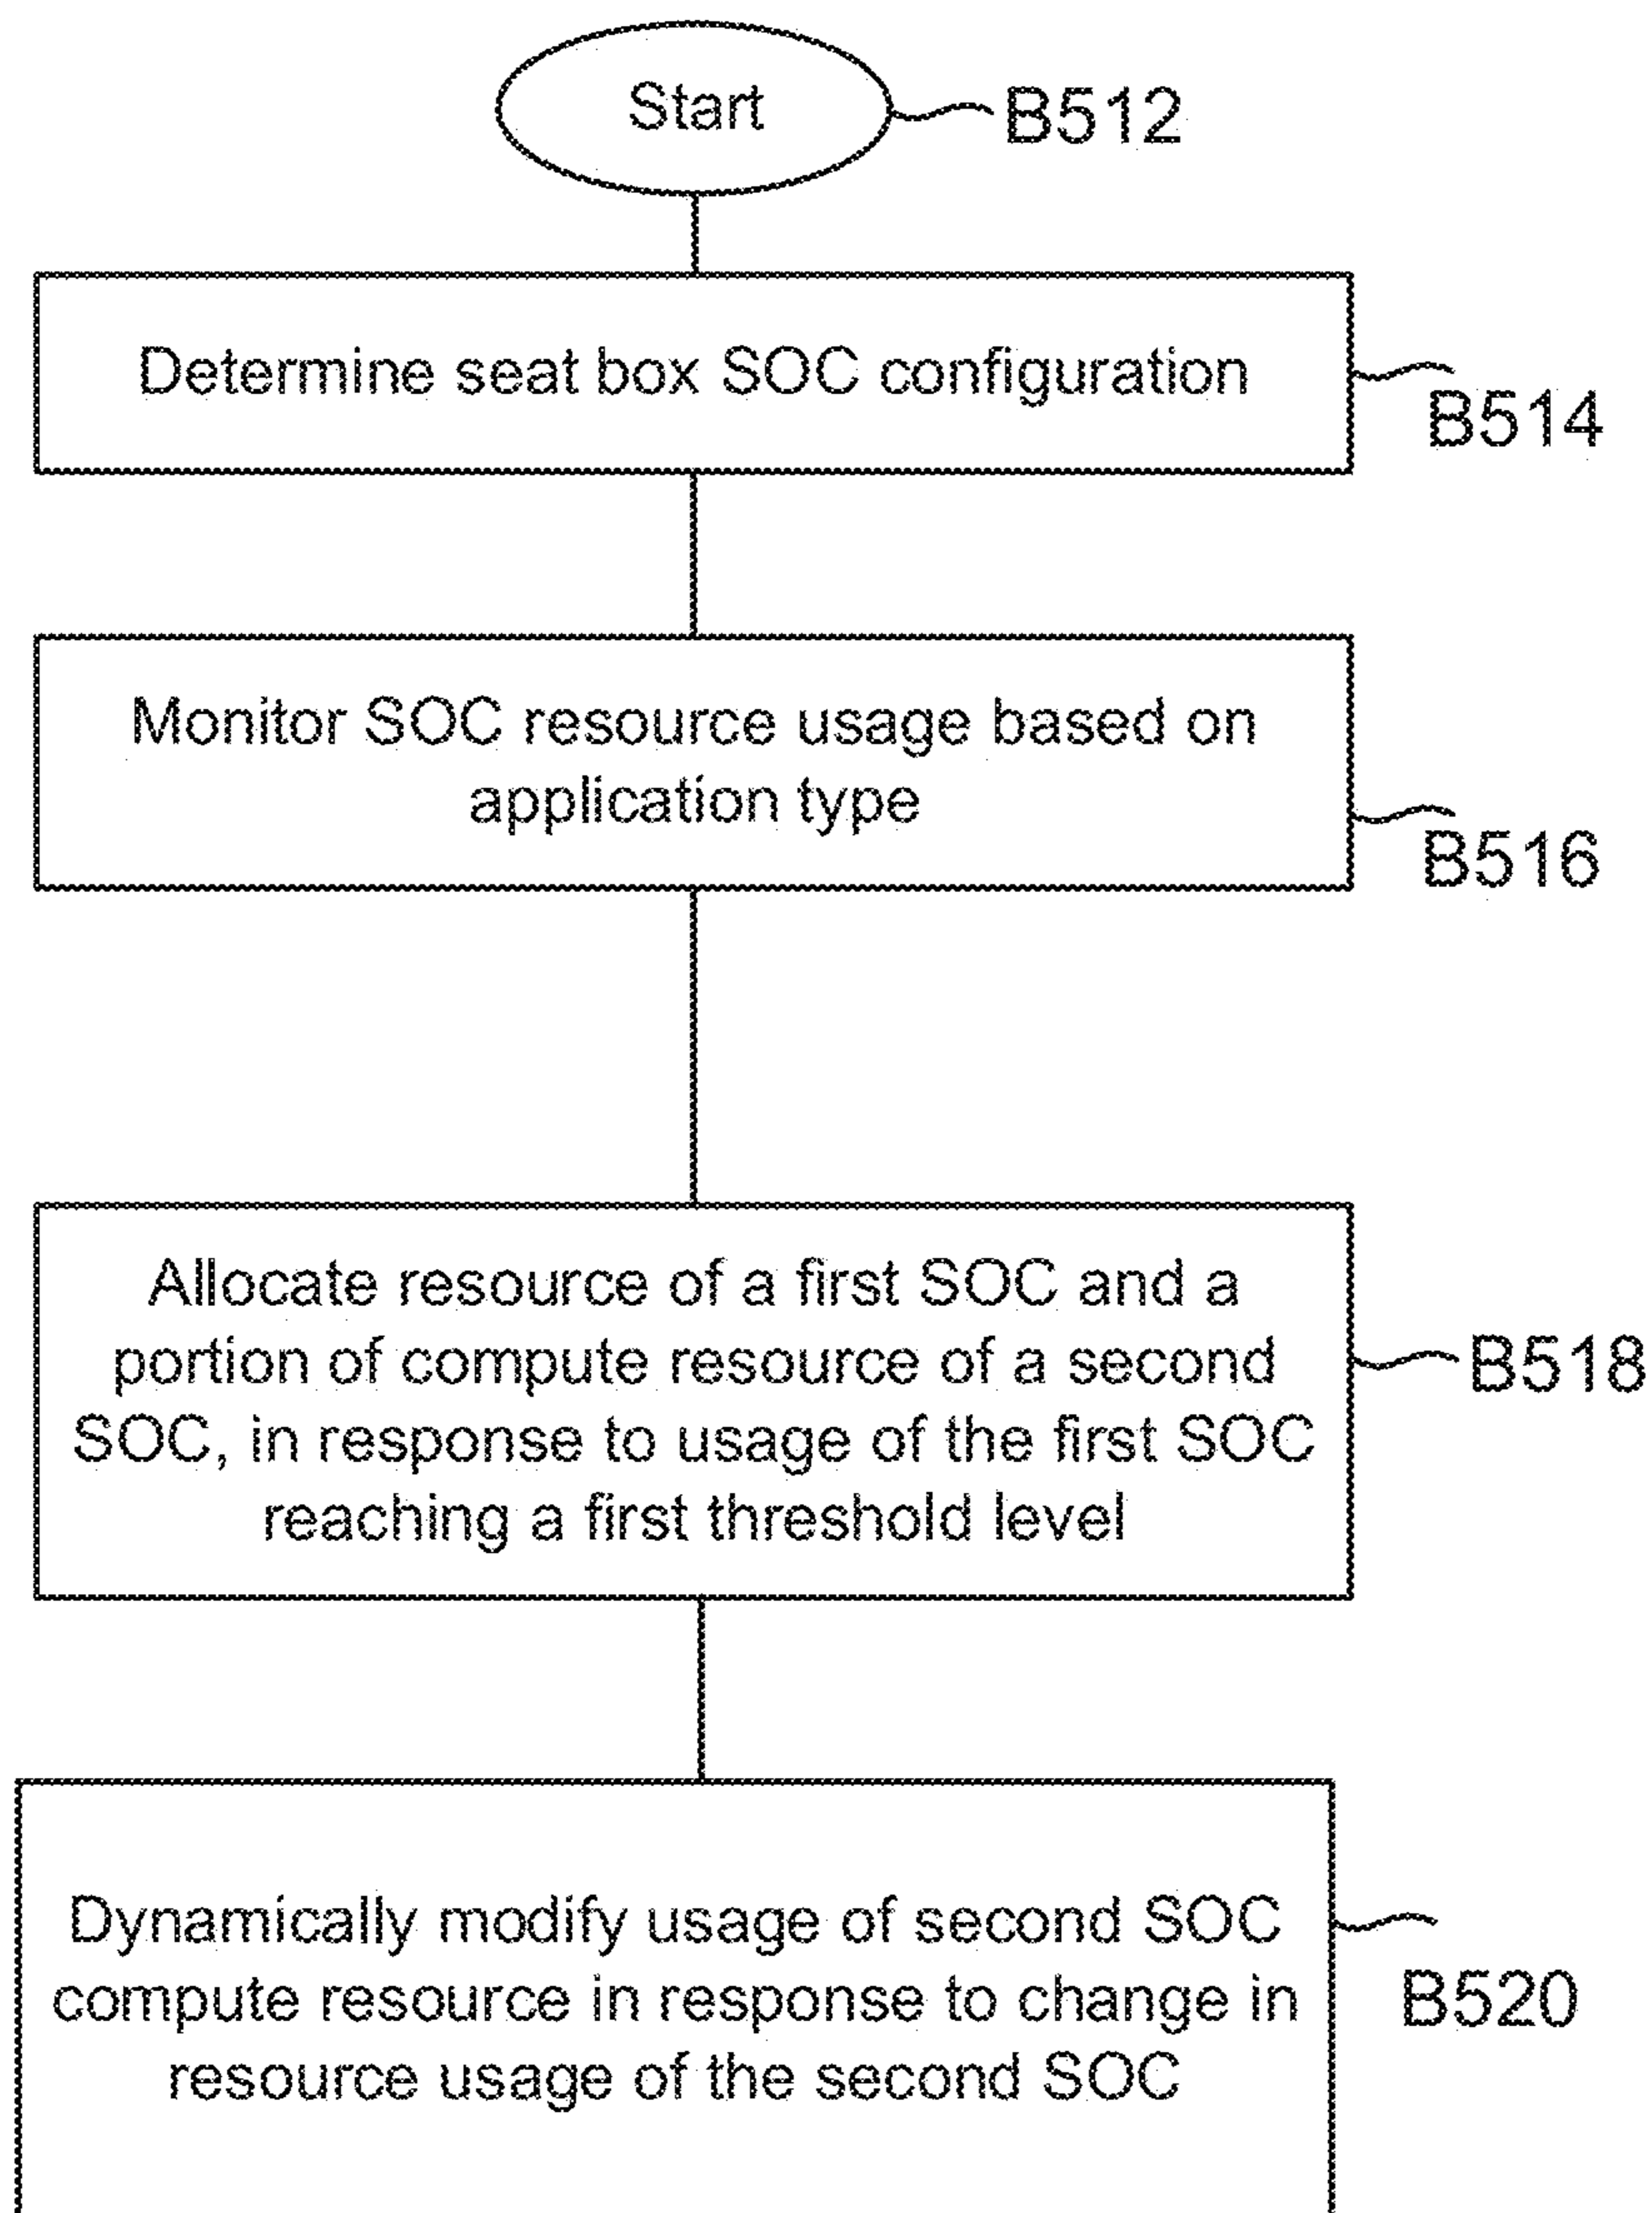 Start
B512
Determine seat box SOC configuration
B514
Monitor SOC resource usage based on
application type
B516
Allocate resource of a first SOC and a
portion of compute resource of a second
SOC, in response to usage of the first SOC
reaching a first threshold level
B518
Dynamically modify usage of second SOC
compute resource in response to change in
resource usage of the second SOC
B520